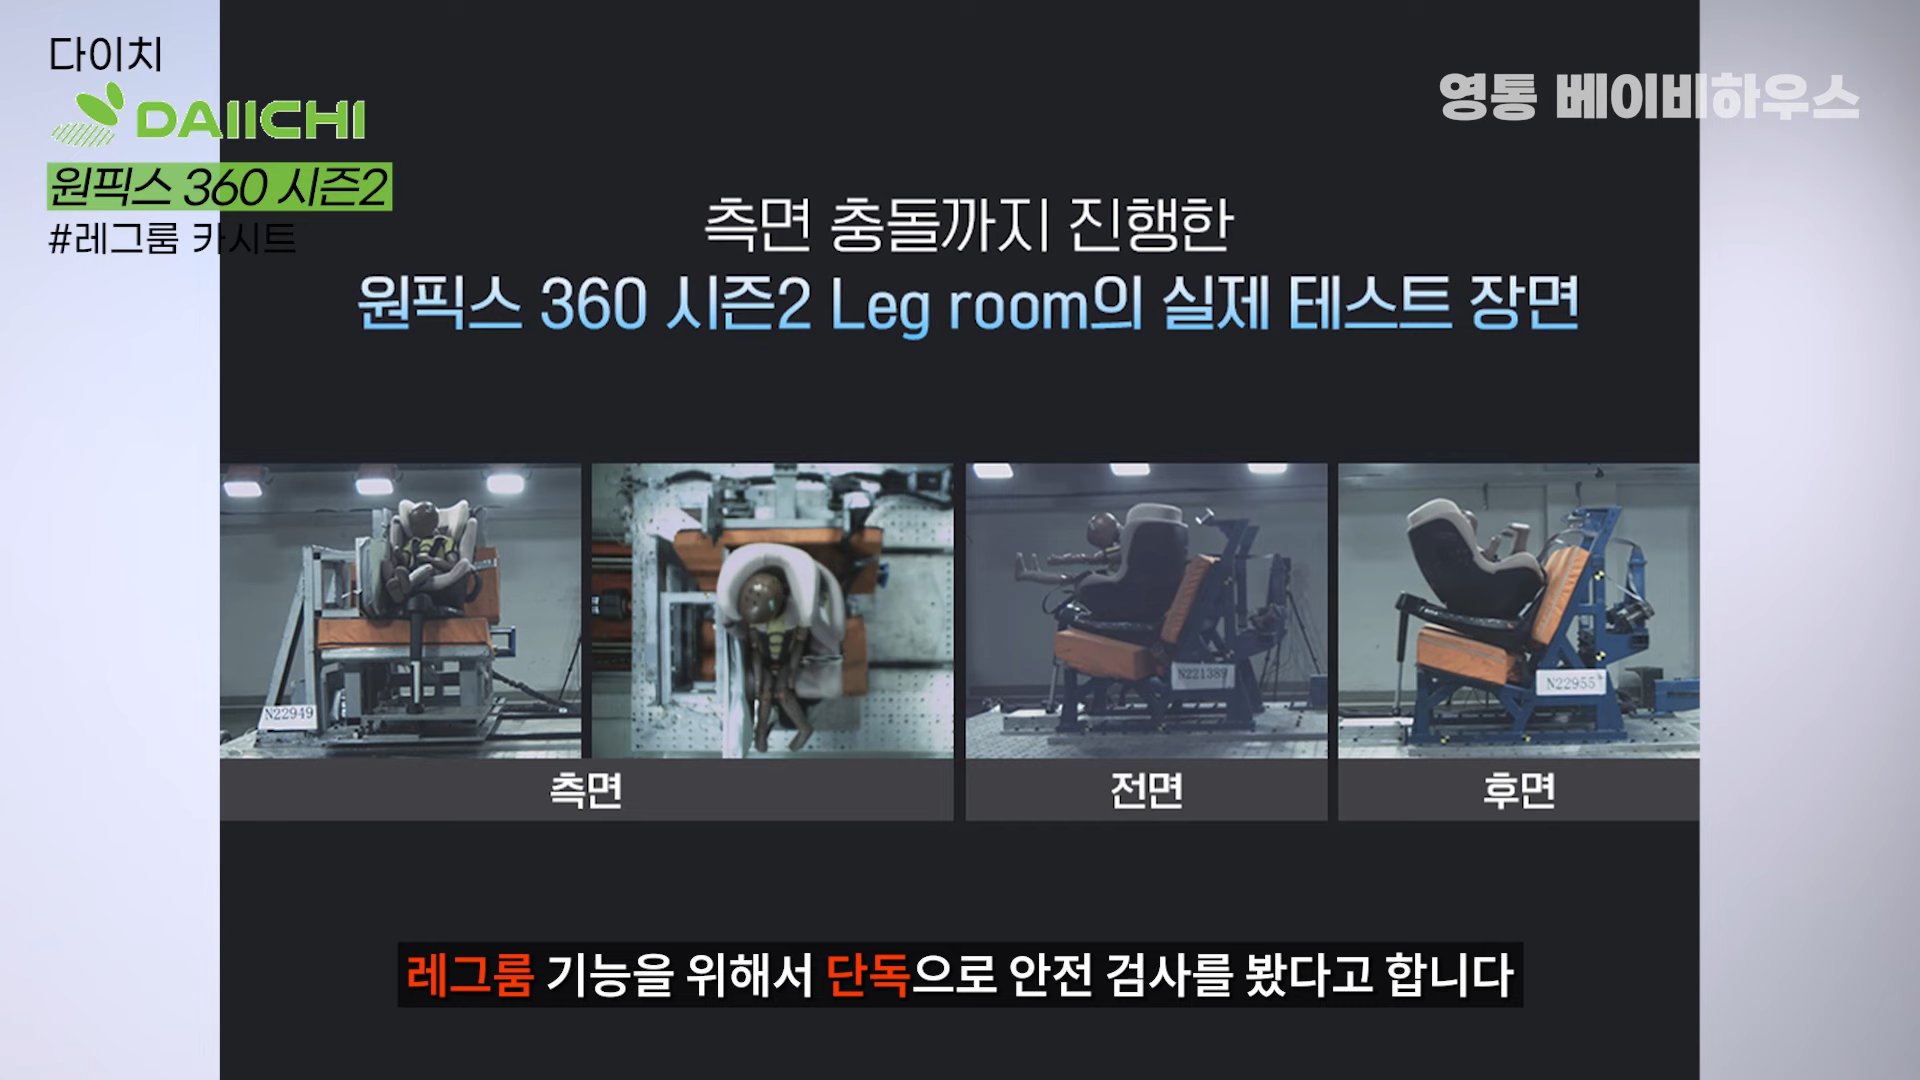 다이치
DAIICHI
원픽스 360 시즌2
#레그룸 카시트
영통 베이비하우스
측면 충돌까지 진행한
원픽스 360 시즌2 Leg room의 실제 테스트 장면
N22949
N221389
N22955
측면
전면
후면
레그룸 기능을 위해서 단독으로 안전 검사를 봤다고 합니다